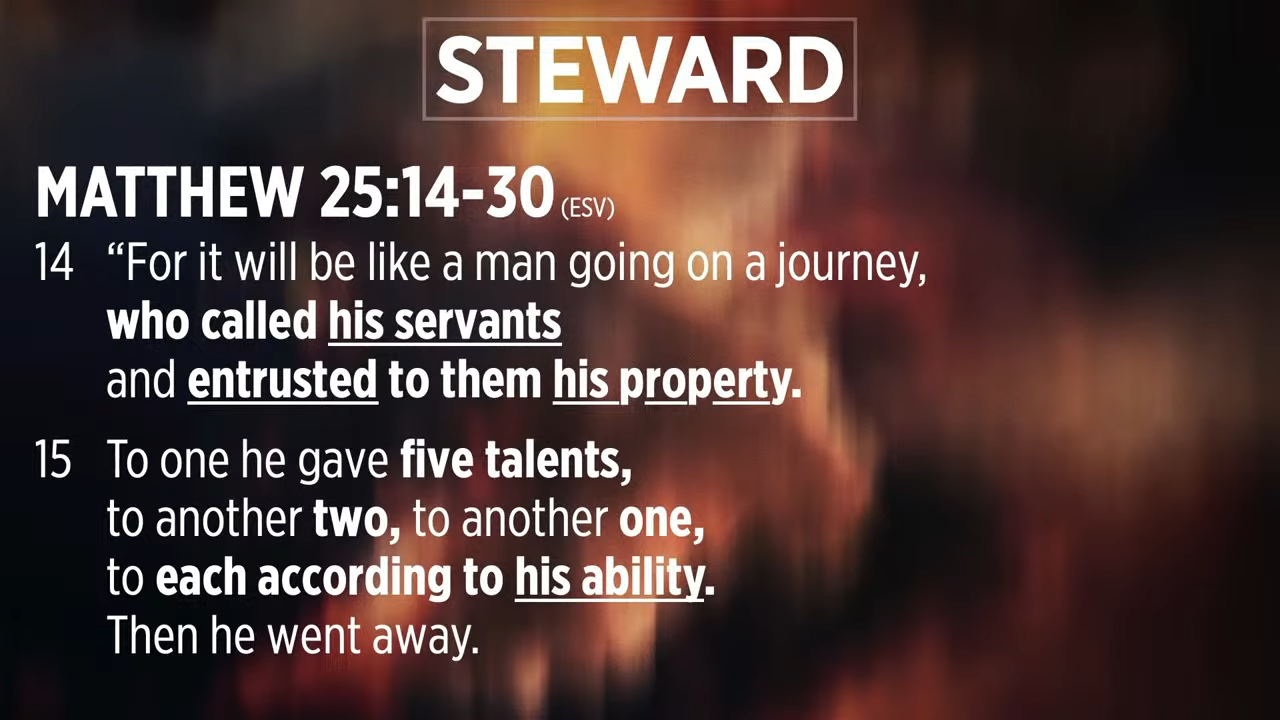 STEWARD
MATTHEW 25:14-30 (ESV)
14 “For it will be like a man going on a journey,
who called his servants
and entrusted to them his property.
15 To one he gave five talents,
to another two, to another one,
to each according to his ability.
Then he went away.